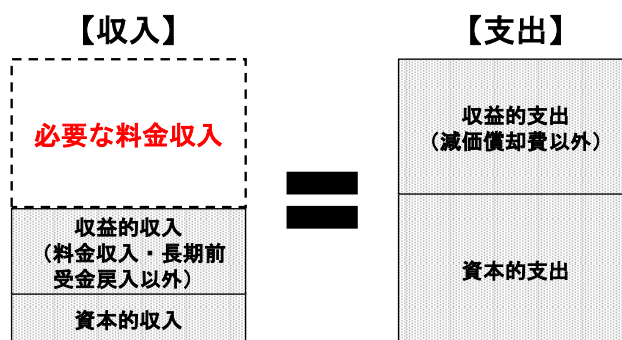 【収入】
必要な料金収入
収益的収入
（料金収入・長期前
受金戻入以外）
資本的収入
【支出】
収益的支出
（減価償却費以外）
資本的支出